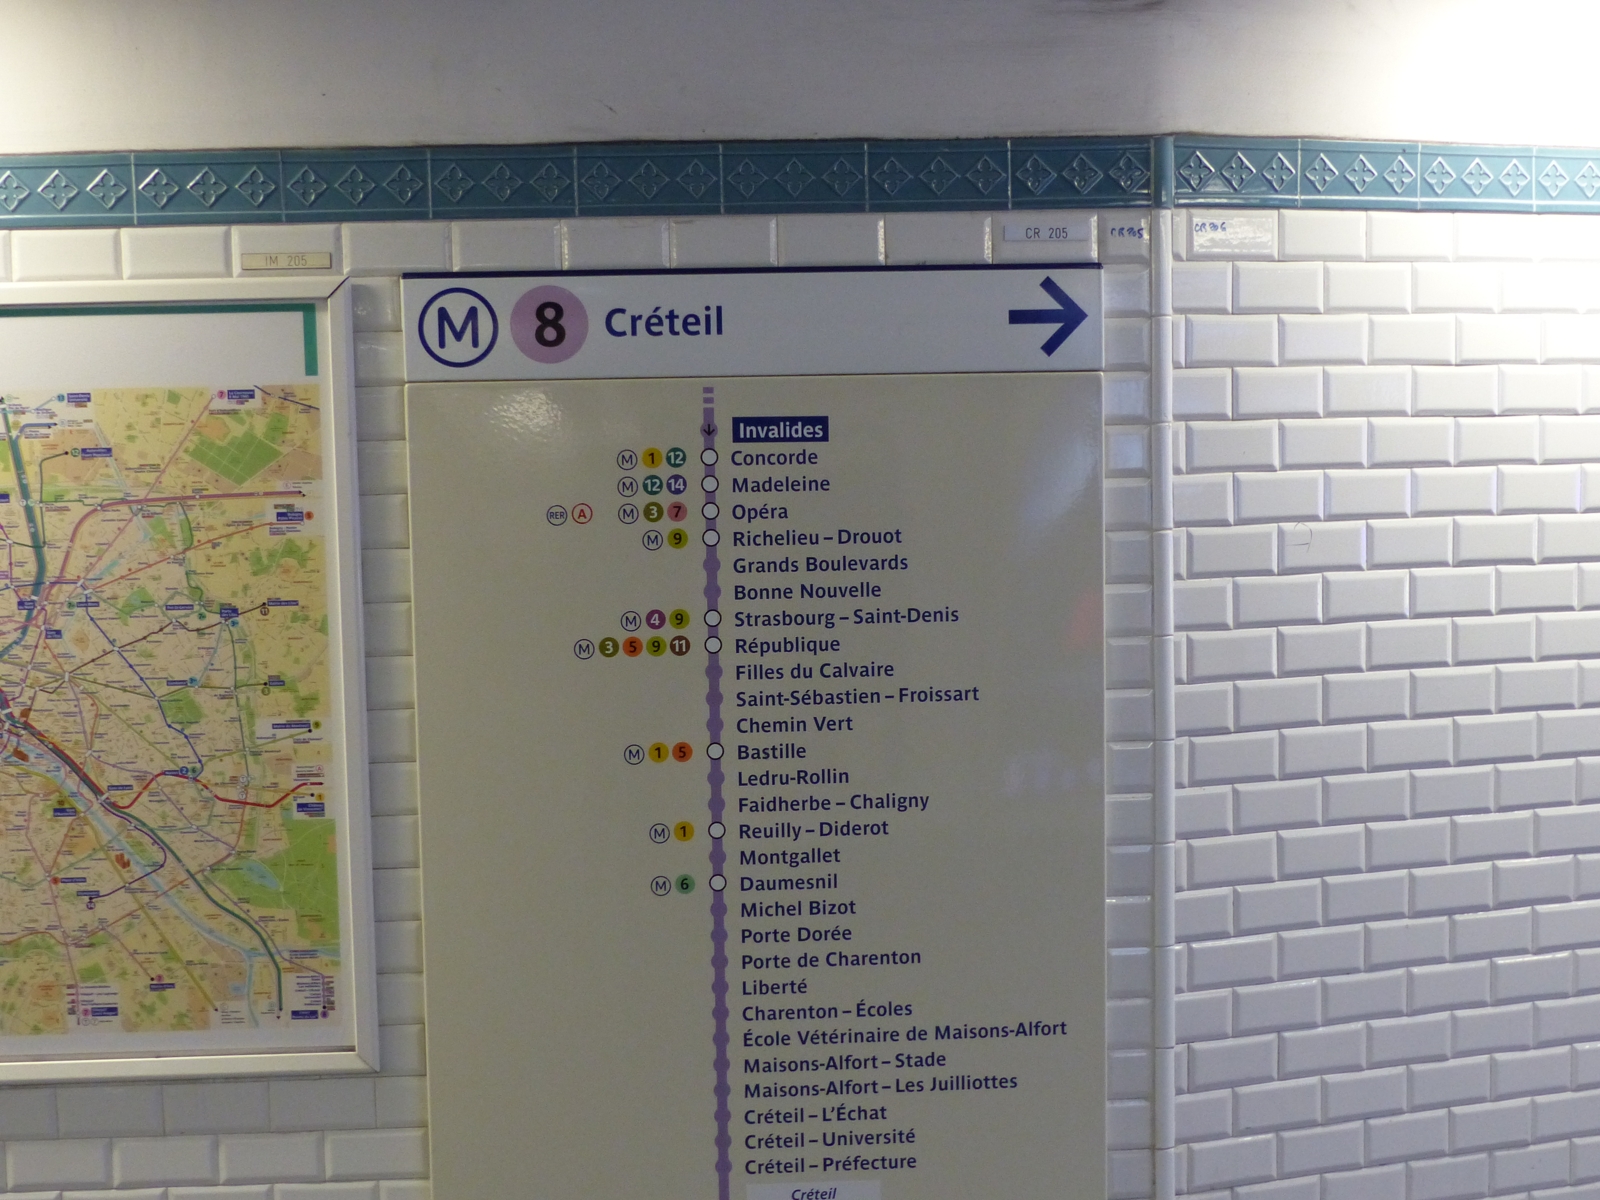 IM 205
CR 205
CR 205
CR 206
M 8 Créteil
Invalides
M 1 12 Concorde
M 12 14 Madeleine
RER A M 3 7 Opéra
M 9 Richelieu – Drouot
Grands Boulevards
Bonne Nouvelle
M 4 9 Strasbourg – Saint-Denis
M 3 5 9 11 République
Filles du Calvaire
Saint-Sébastien – Froissart
Chemin Vert
M 1 5 Bastille
Ledru-Rollin
Faidherbe – Chaligny
M 1 Reuilly – Diderot
Montgallet
M 6 Daumesnil
Michel Bizot
Porte Dorée
Porte de Charenton
Liberté
Charenton – Écoles
École Vétérinaire de Maisons-Alfort
Maisons-Alfort – Stade
Maisons-Alfort – Les Juilliottes
Créteil – L'Échat
Créteil – Université
Créteil – Préfecture
Créteil